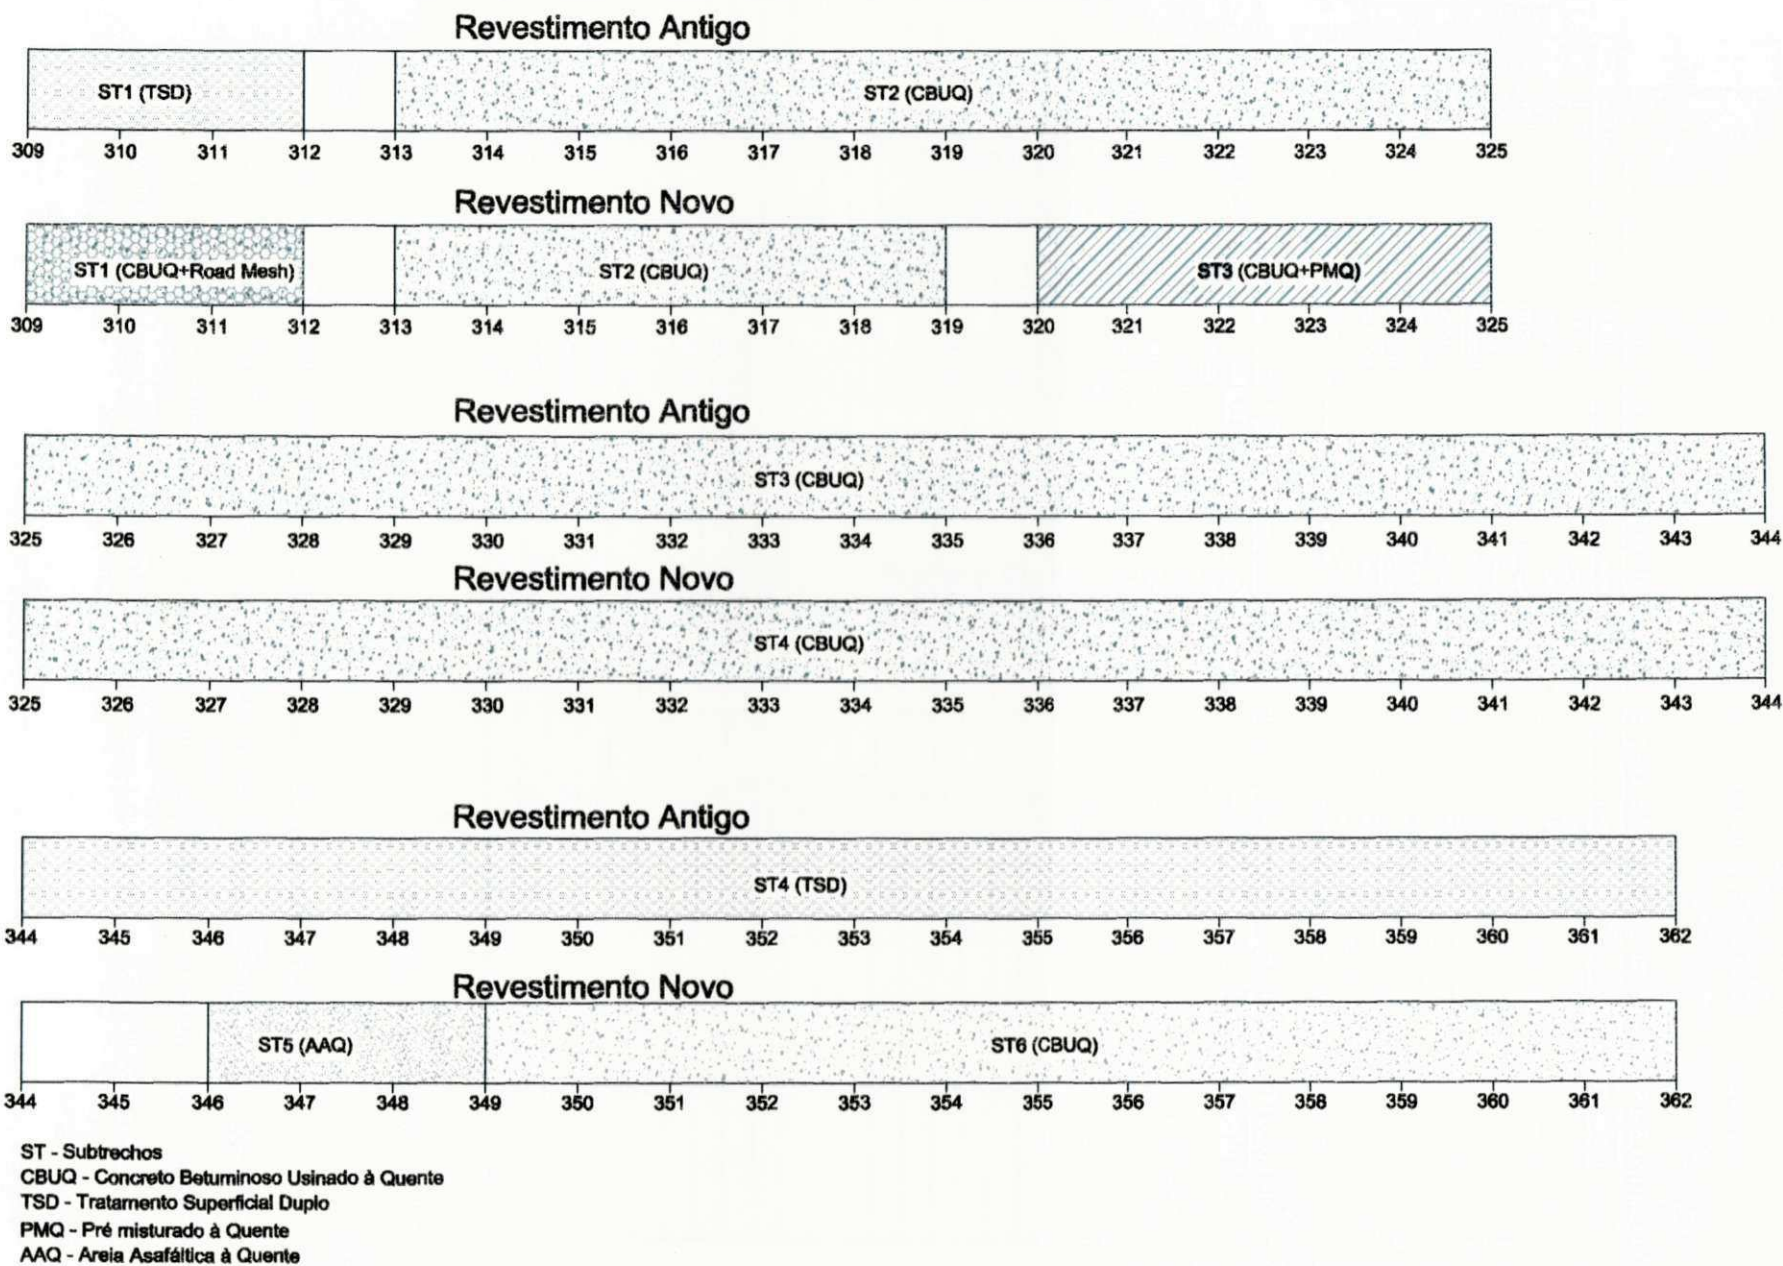 Revestimento Antigo
ST1 (TSD) ST2 (CBUQ)
309 310 311 312 313 314 315 316 317 318 319 320 321 322 323 324 325
Revestimento Novo
ST1 (CBUQ+Road Mesh) ST2 (CBUQ) ST3 (CBUQ+PMQ)
309 310 311 312 313 314 315 316 317 318 319 320 321 322 323 324 325
Revestimento Antigo
ST3 (CBUQ)
325 326 327 328 329 330 331 332 333 334 335 336 337 338 339 340 341 342 343 344
Revestimento Novo
ST4 (CBUQ)
325 326 327 328 329 330 331 332 333 334 335 336 337 338 339 340 341 342 343 344
Revestimento Antigo
ST4 (TSD)
344 345 346 347 348 349 350 351 352 353 354 355 356 357 358 359 360 361 362
Revestimento Novo
ST5 (AAQ) ST6 (CBUQ)
344 345 346 347 348 349 350 351 352 353 354 355 356 357 358 359 360 361 362
ST - Subtrechos
CBUQ - Concreto Betuminoso Usinado à Quente
TSD - Tratamento Superficial Duplo
PMQ - Pré misturado à Quente
AAQ - Areia Asafáltica à Quente